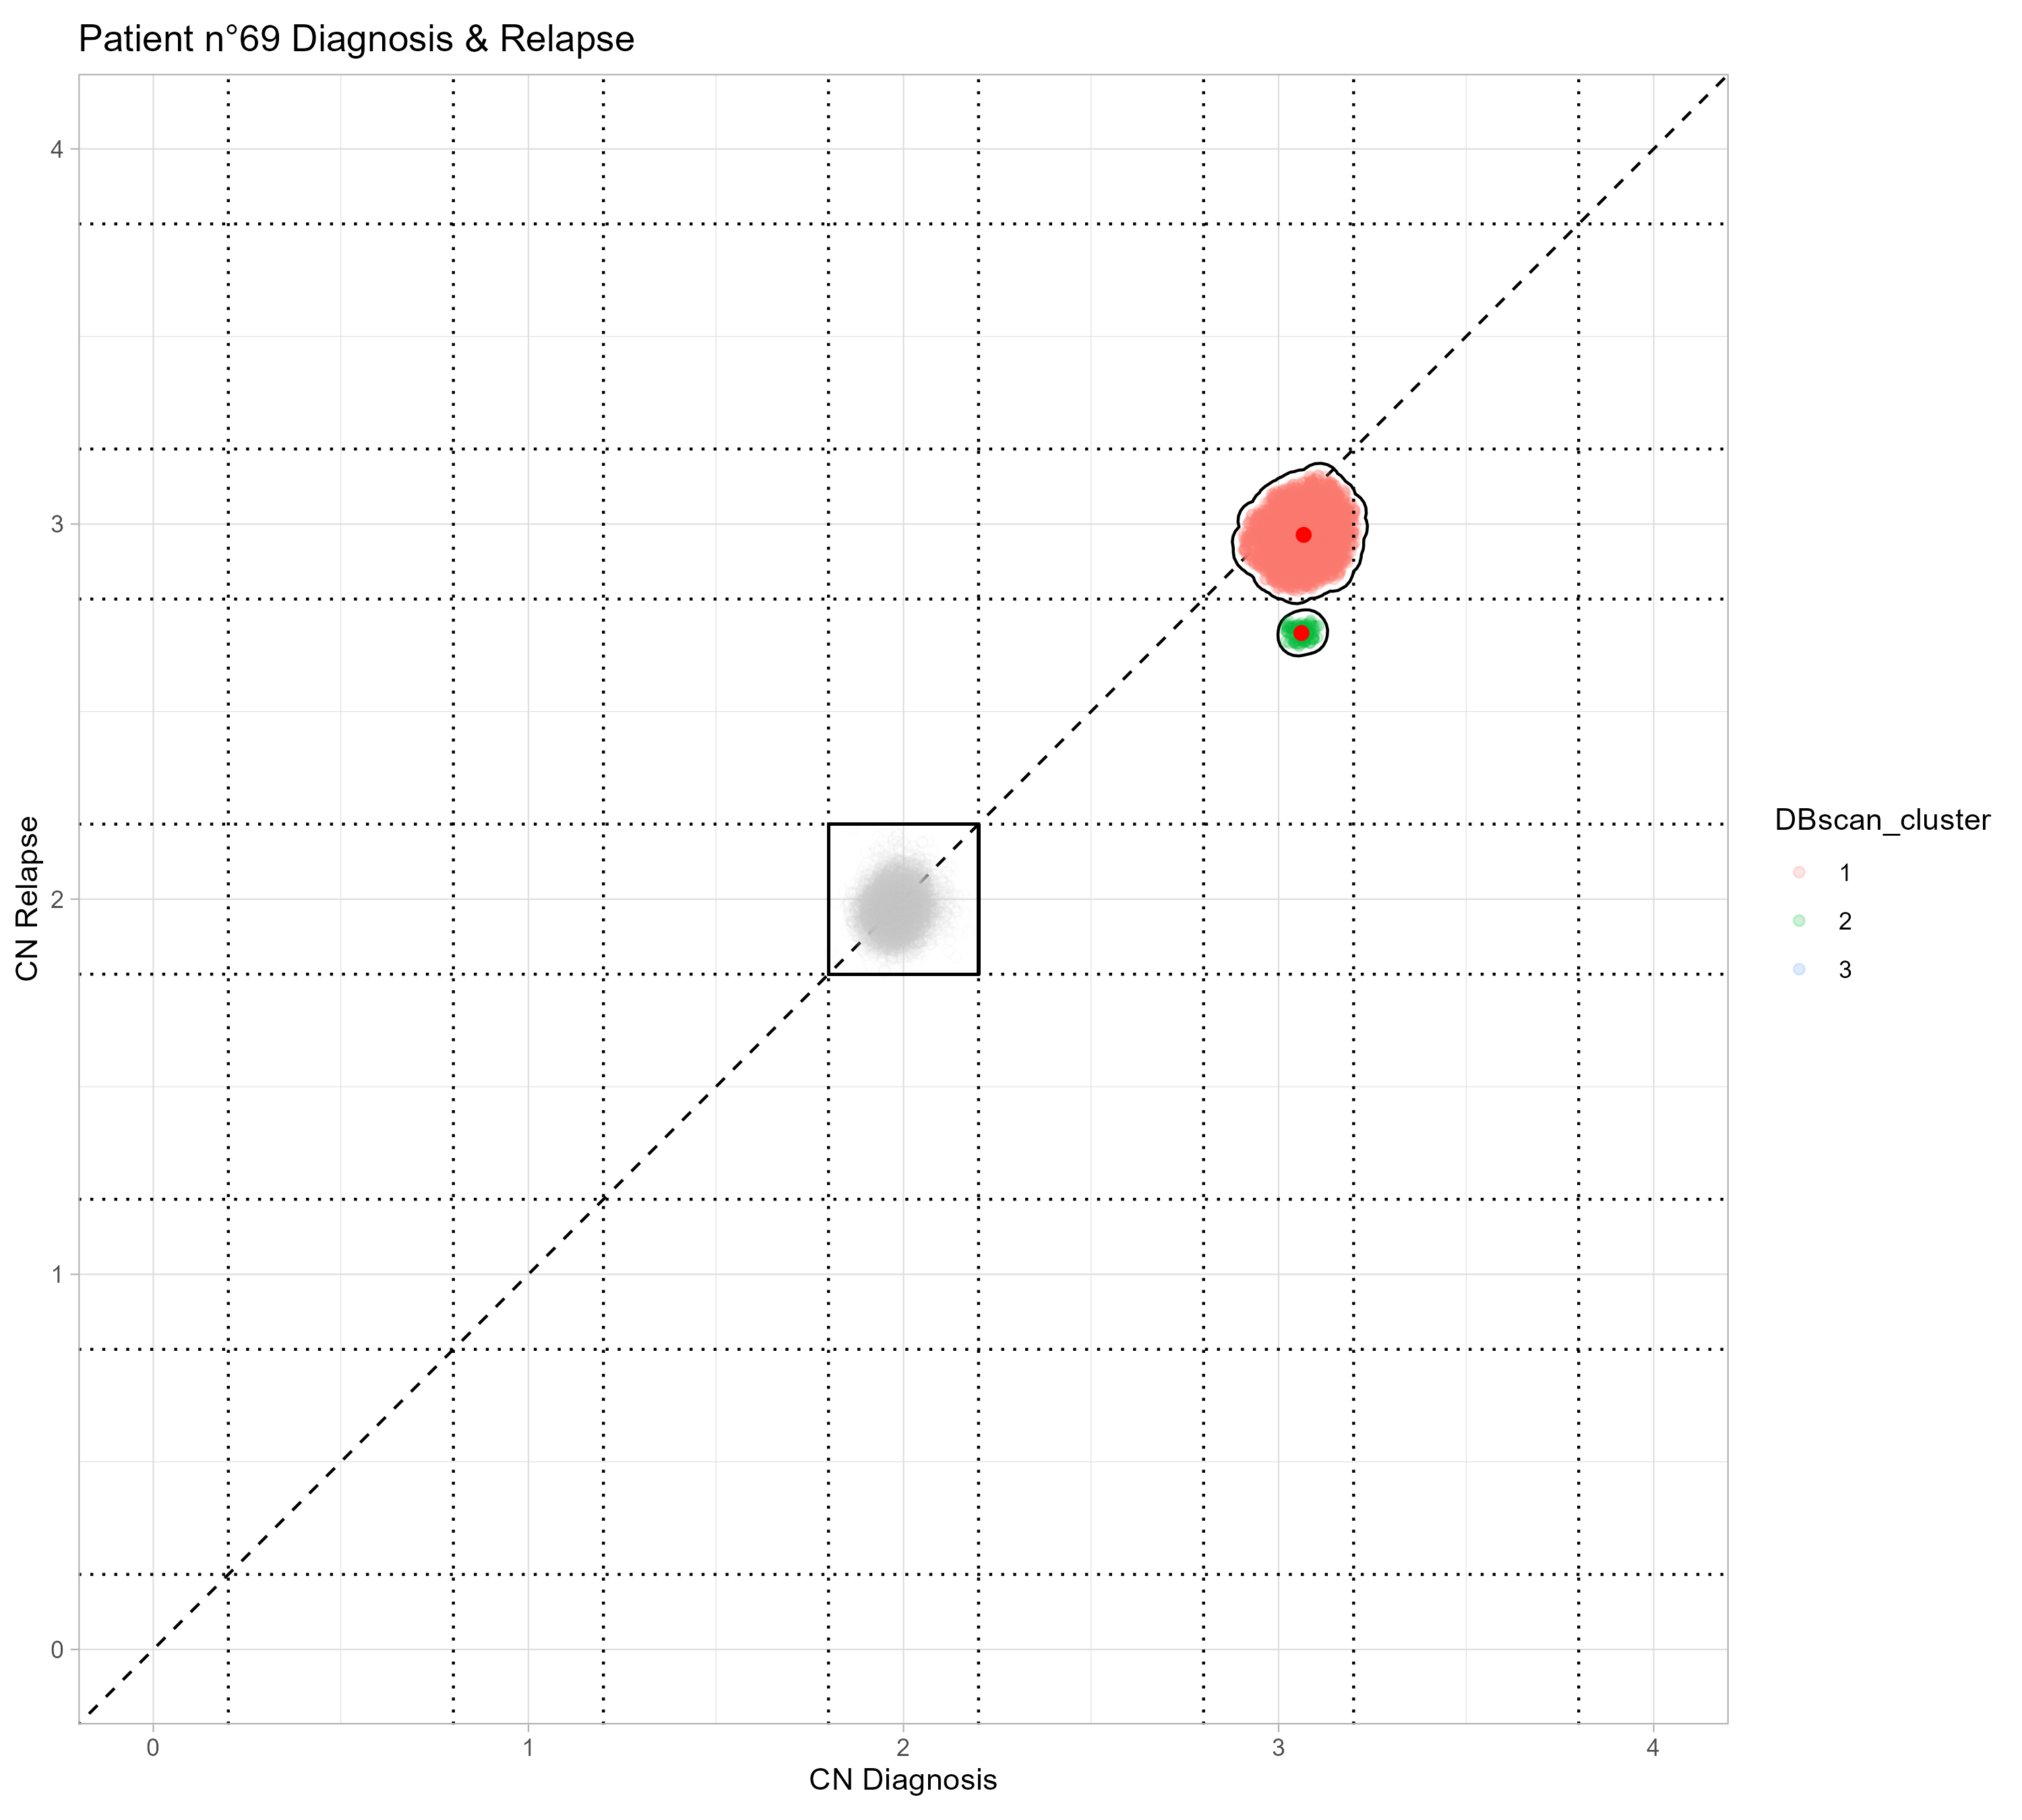 Patient n°69 Diagnosis & Relapse
4
3
2
1
0
CN Relapse
0 1 2 3 4
CN Diagnosis
DBscan_cluster
1
2
3